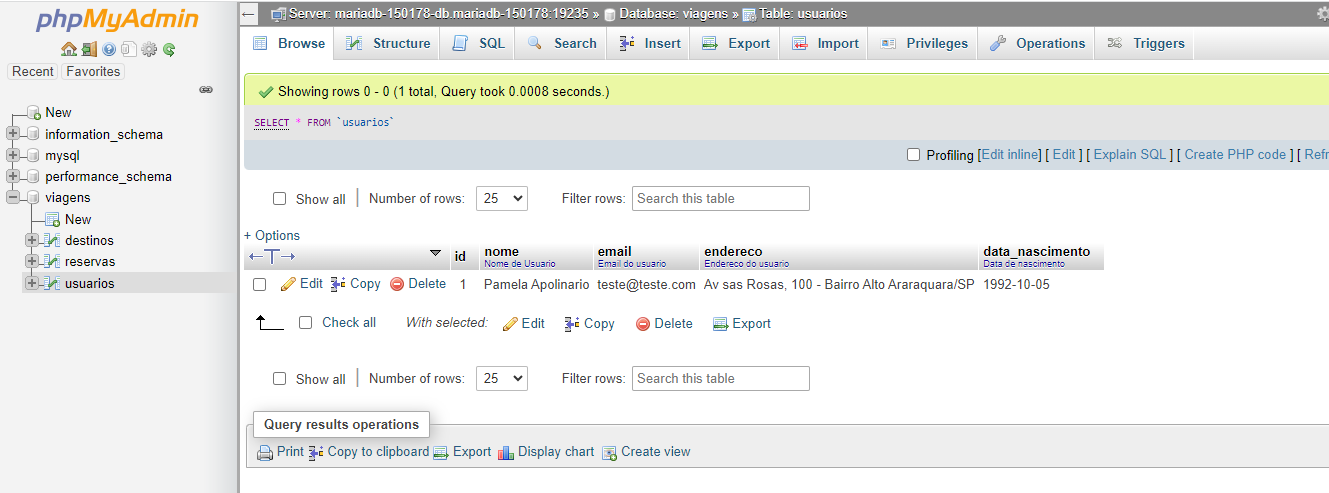 phpMyAdmin
Recent Favorites
New
information_schema
mysql
performance_schema
viagens
New
destinos
reservas
usuarios
Server: mariadb-150178-db.mariadb-150178:19235 » Database: viagens » Table: usuarios
Browse Structure SQL Search Insert Export Import Privileges Operations Triggers
Showing rows 0 - 0 (1 total, Query took 0.0008 seconds.)
SELECT * FROM `usuarios`
Profiling [Edit inline] [ Edit ] [ Explain SQL ] [ Create PHP code ] [ Refr
Show all Number of rows: 25 Filter rows: Search this table
+ Options
id nome email endereco data_nascimento
Nome de Usuario Email do usuario Endereco do usuario Data de nascimento
Edit Copy Delete 1 Pamela Apolinario teste@teste.com Av sas Rosas, 100 - Bairro Alto Araraquara/SP 1992-10-05
Check all With selected: Edit Copy Delete Export
Show all Number of rows: 25 Filter rows: Search this table
Query results operations
Print Copy to clipboard Export Display chart Create view